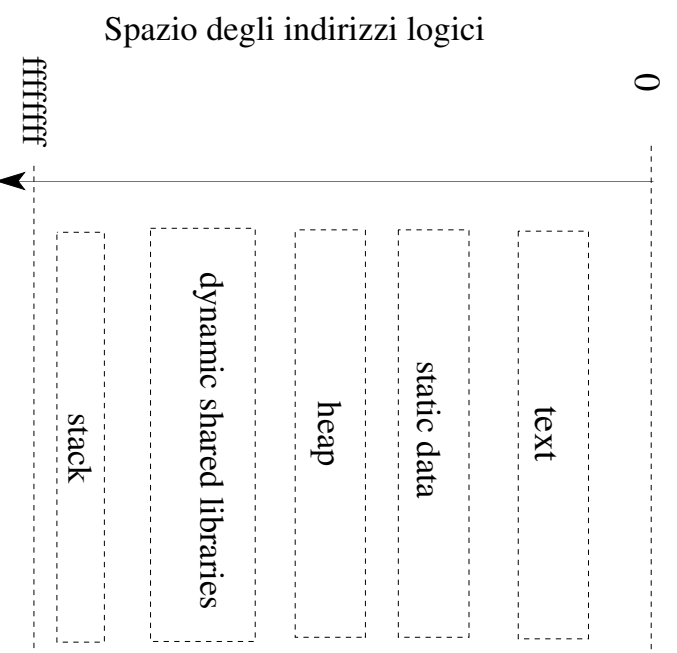 Spazio degli indirizzi logici
0
text
static data
heap
dynamic shared libraries
stack
ffffffff